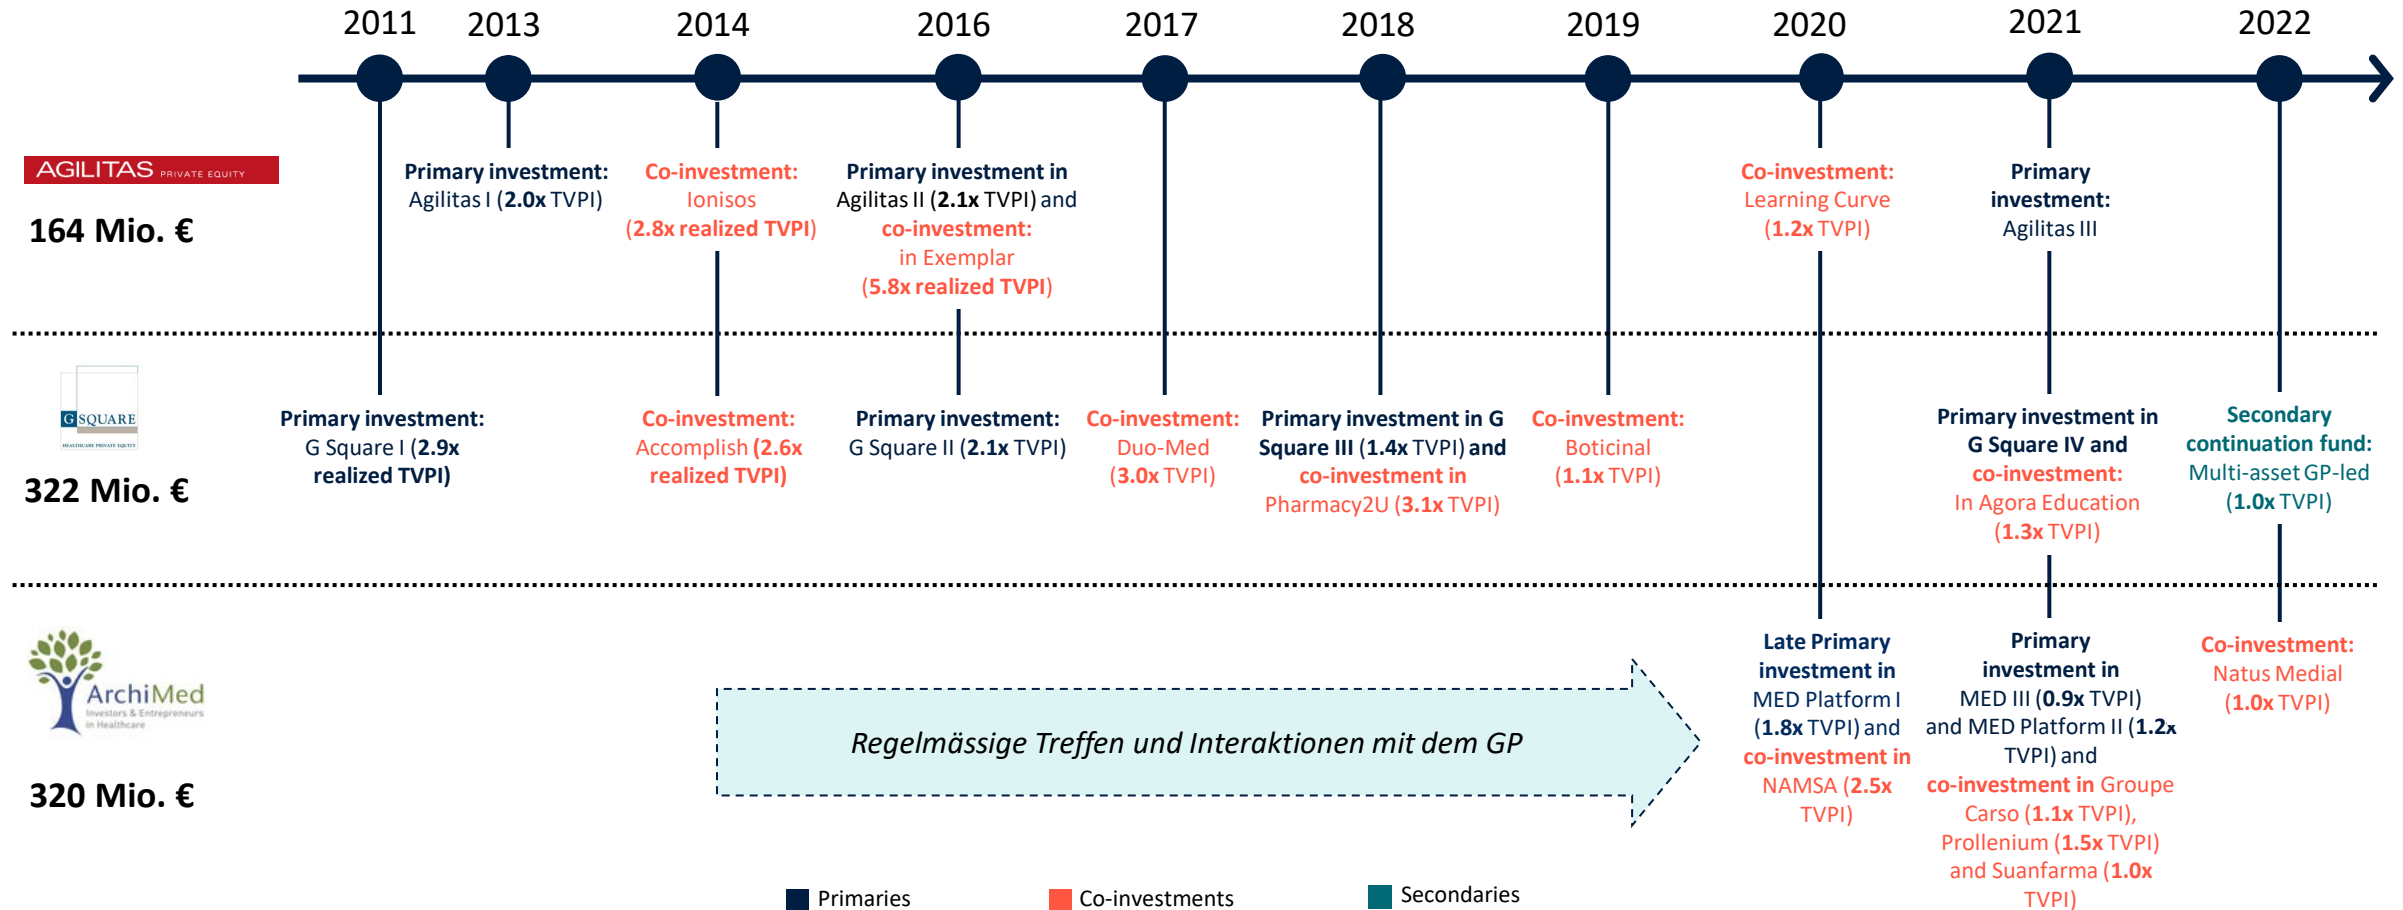 2011
2013
2014
2016
2017
2018
2019
2020
2021
2022
AGILITAS PRIVATE EQUITY
164 Mio. €
Primary investment:
Agilitas I (2.0x TVPI)
Co-investment:
Ionisos
(2.8x realized TVPI)
Primary investment in
Agilitas II (2.1x TVPI) and
co-investment:
in Exemplar
(5.8x realized TVPI)
Co-investment:
Learning Curve
(1.2x TVPI)
Primary
investment:
Agilitas III
G SQUARE
HEALTHCARE PRIVATE EQUITY
322 Mio. €
Primary investment:
G Square I (2.9x
realized TVPI)
Co-investment:
Accomplish (2.6x
realized TVPI)
Primary investment:
G Square II (2.1x TVPI)
Co-investment:
Duo-Med
(3.0x TVPI)
Primary investment in G
Square III (1.4x TVPI) and
co-investment in
Pharmacy2U (3.1x TVPI)
Co-investment:
Boticinal
(1.1x TVPI)
Primary investment in
G Square IV and
co-investment:
In Agora Education
(1.3x TVPI)
Secondary
continuation fund:
Multi-asset GP-led
(1.0x TVPI)
ArchiMed
Investors & Entrepreneurs
in Healthcare
320 Mio. €
Regelmässige Treffen und Interaktionen mit dem GP
Late Primary
investment in
MED Platform I
(1.8x TVPI) and
co-investment in
NAMSA (2.5x
TVPI)
Primary
investment in
MED III (0.9x TVPI)
and MED Platform II (1.2x
TVPI) and
co-investment in Groupe
Carso (1.1x TVPI),
Prollenium (1.5x TVPI)
and Suanfarma (1.0x
TVPI)
Co-investment:
Natus Medial
(1.0x TVPI)
Primaries
Co-investments
Secondaries